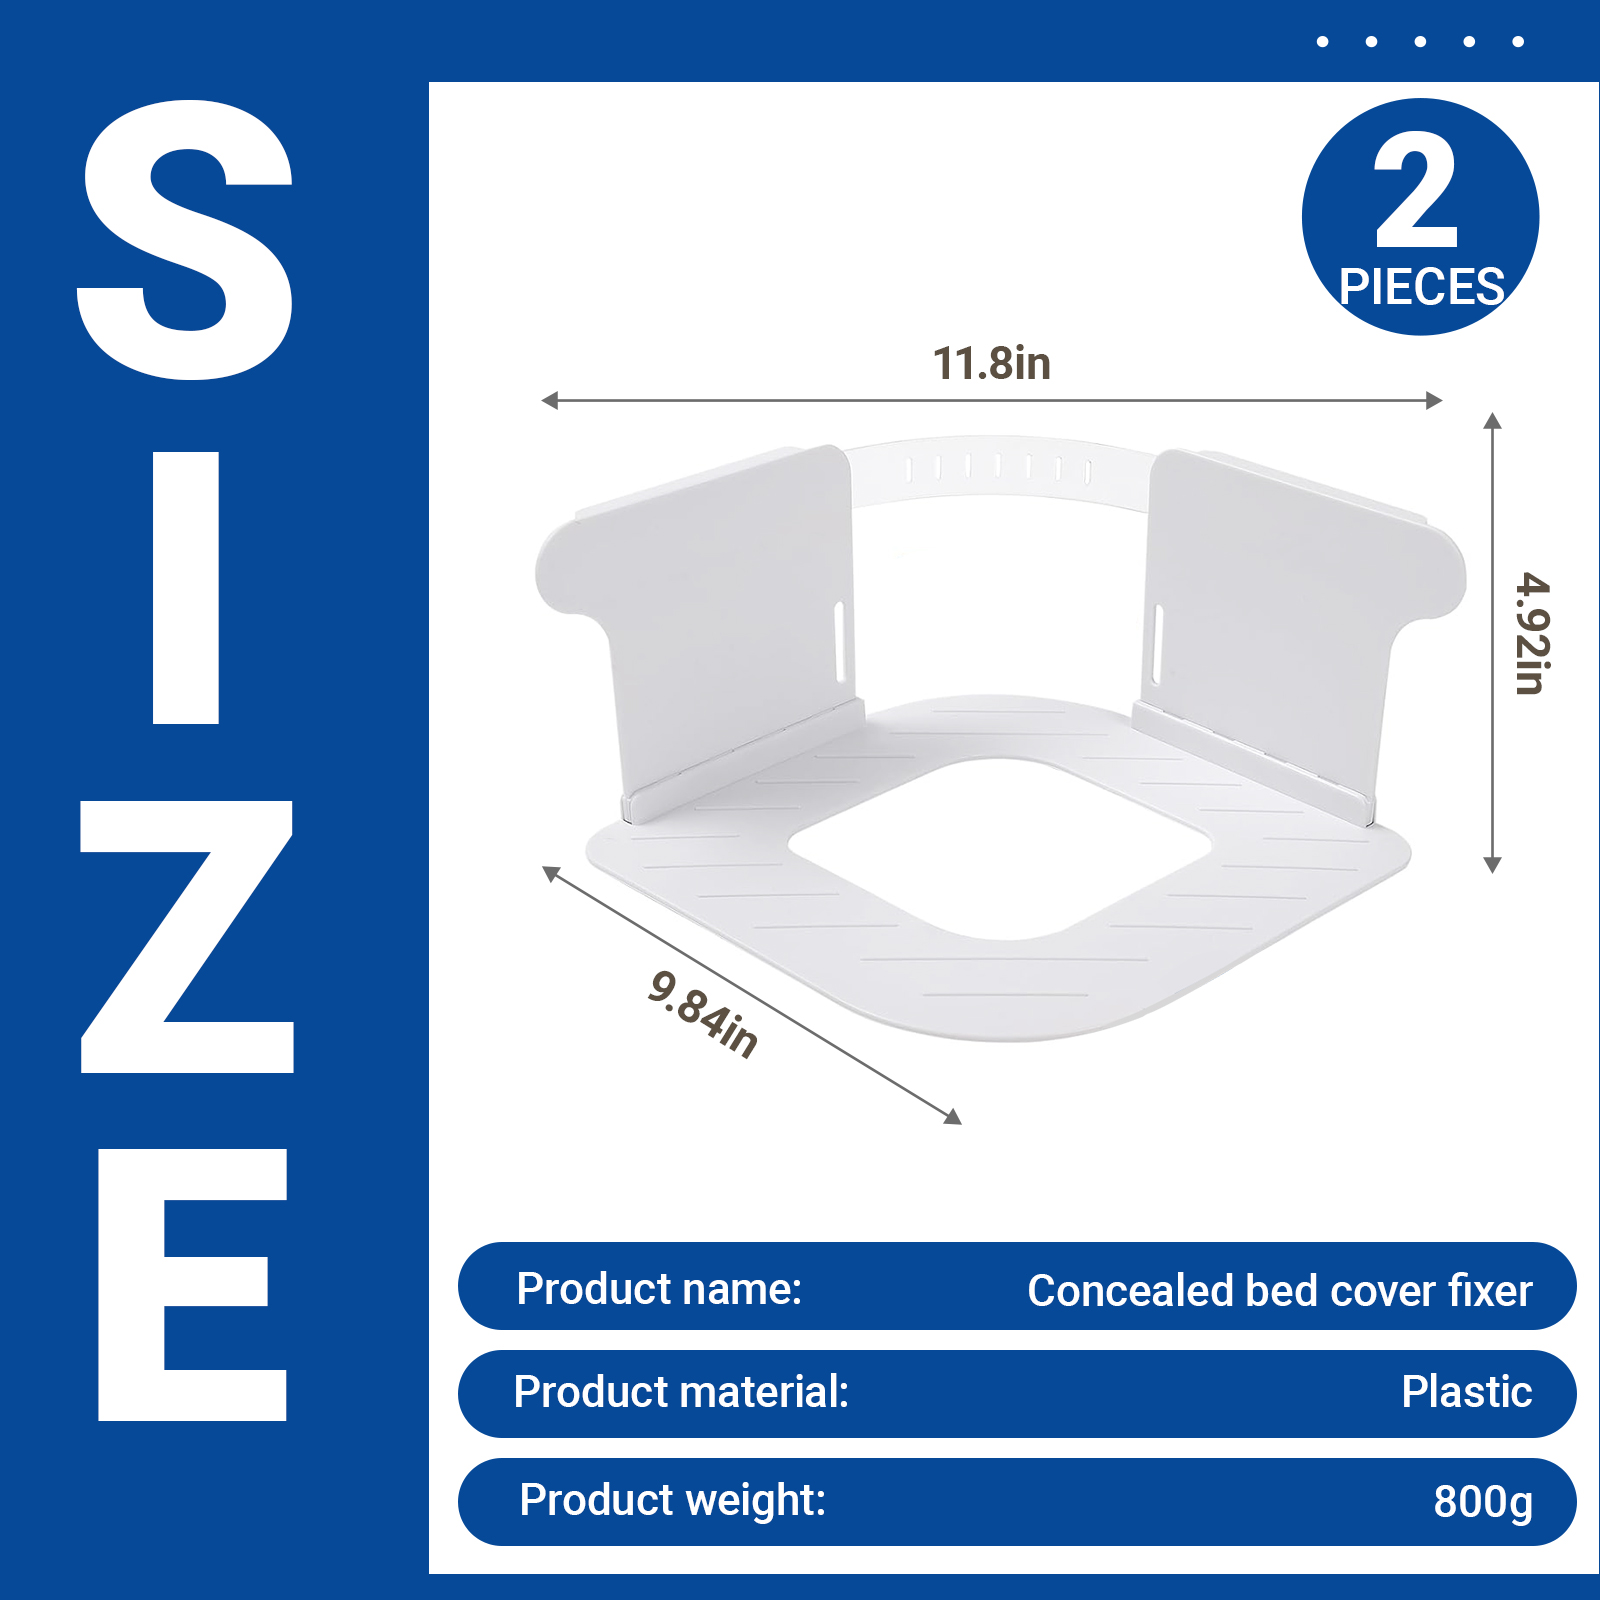 SIZE
2
PIECES
11.8in
4.92in
9.84in
Product name: Concealed bed cover fixer
Product material: Plastic
Product weight: 800g